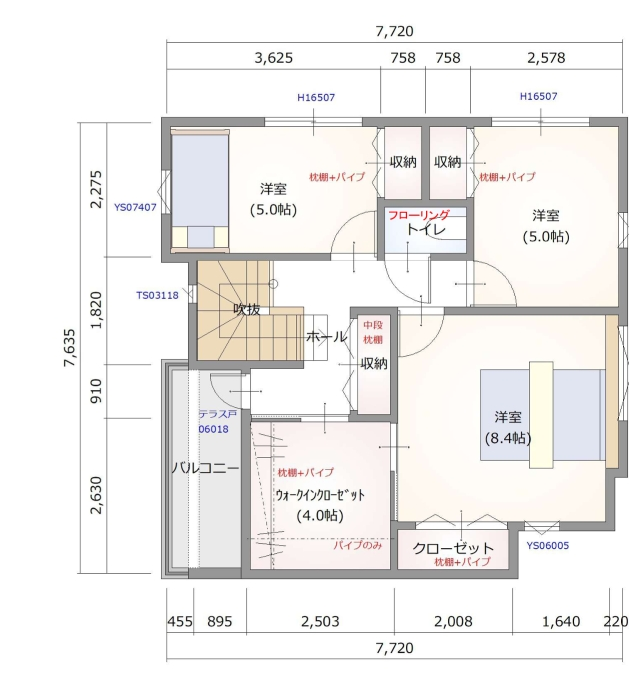 7,720
3,625 758 758 2,578
H16507
H16507
2,275
収納
収納
枕棚+パイプ
枕棚+パイプ
洋室
(5.0帖)
YS07407
洋室
(5.0帖)
フローリング
トイレ
TS03118
1,820
吹抜
中段
枕棚
ホール
収納
7,635
910
テラス戸
06018
洋室
(8.4帖)
バルコニー
枕棚+パイプ
ウォークインクローゼット
(4.0帖)
2,630
パイプのみ
クローゼット
枕棚+パイプ
YS06005
455 895 2,503 2,008 1,640 220
7,720